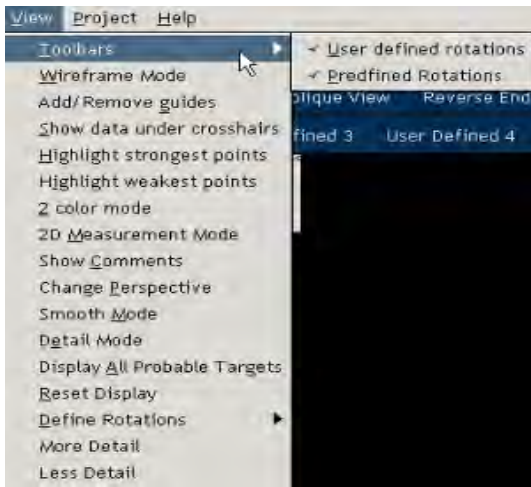 View Project Help
Toolbars
User defined rotations
Wireframe Mode
Predfined Rotations
Add/Remove guides
blique View Reverse End
Show data under crosshairs
fined 3 User Defined 4
Highlight strongest points
Highlight weakest points
2 color mode
2D Measurement Mode
Show Comments
Change Perspective
Smooth Mode
Detail Mode
Display All Probable Targets
Reset Display
Define Rotations
More Detail
Less Detail